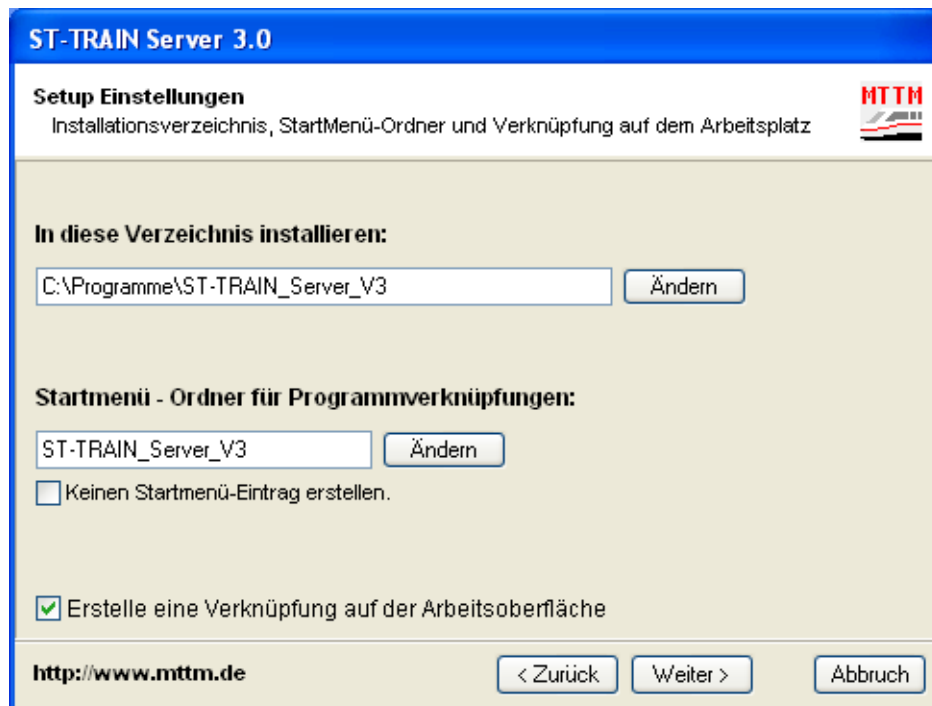 ST-TRAIN Server 3.0
Setup Einstellungen
MTTM
Installationsverzeichnis, StartMenü-Ordner und Verknüpfung auf dem Arbeitsplatz
In diese Verzeichnis installieren:
C:\Programme\ST-TRAIN_Server_V3
Ändern
Startmenü - Ordner für Programmverknüpfungen:
ST-TRAIN_Server_V3
Ändern
Keinen Startmenü-Eintrag erstellen.
Erstelle eine Verknüpfung auf der Arbeitsoberfläche
http://www.mttm.de
< Zurück
Weiter >
Abbruch